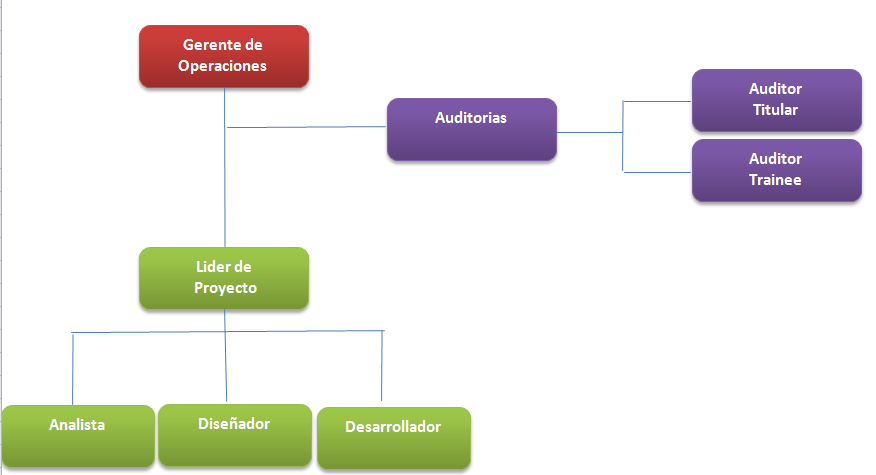 Gerente de
Operaciones
Auditorias
Auditor
Titular
Auditor
Trainee
Lider de
Proyecto
Analista
Diseñador
Desarrollador